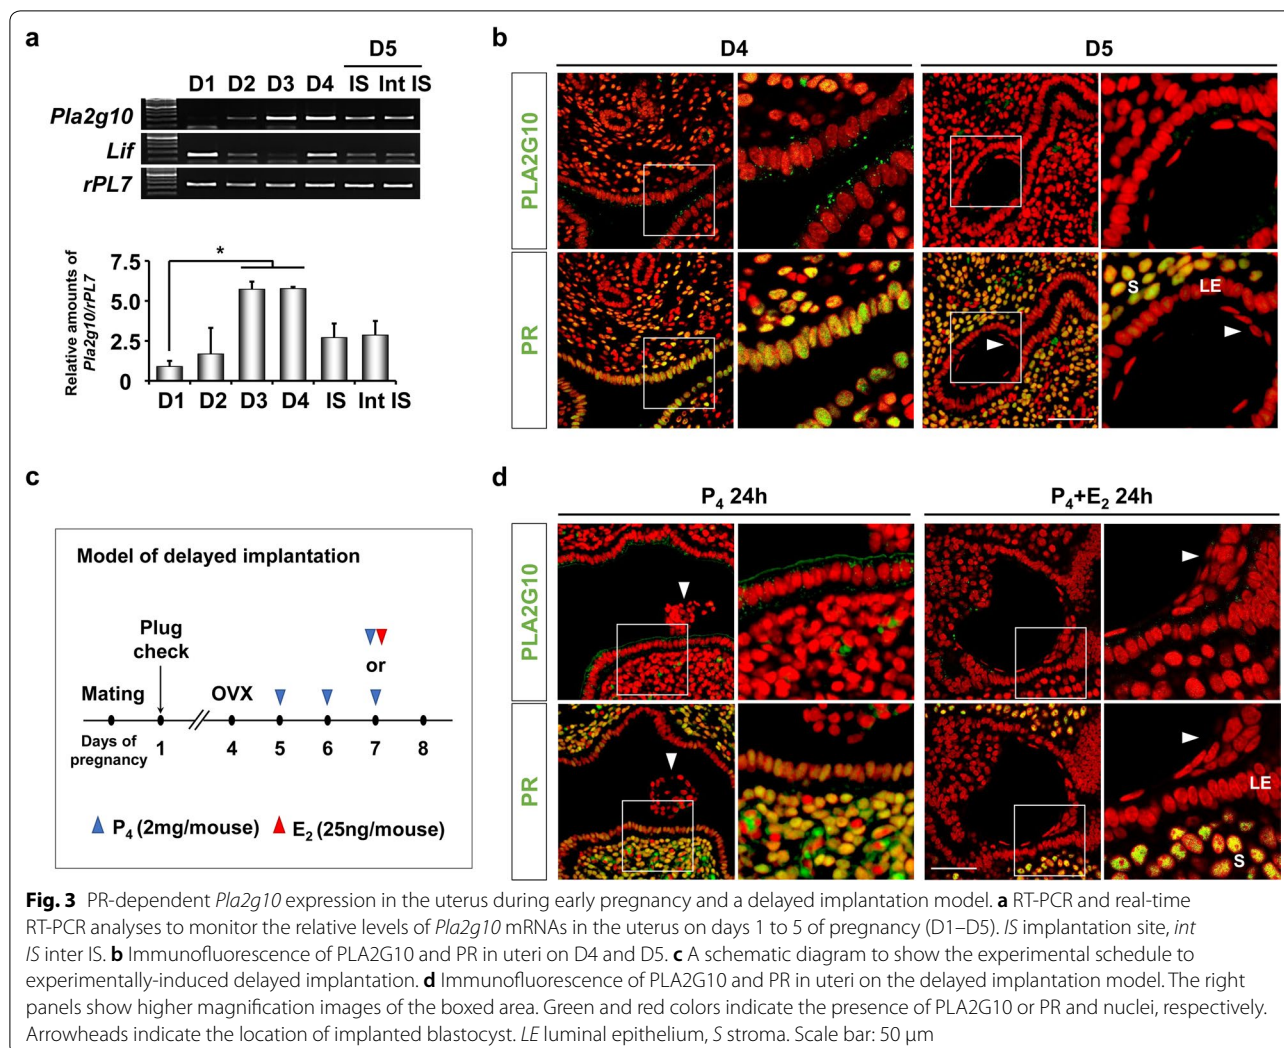 a
D5
D1 D2 D3 D4 IS Int IS
Pla2g10
Lif
rPL7
Relative amounts of
Pla2g10/rPL7
7.5
5.0
2.5
0
*
D1 D2 D3 D4 IS Int IS
b
D4 D5
PLA2G10
PR
S
LE
c
Model of delayed implantation
Plug
check
or
Mating
OVX
Days of
pregnancy
1 4 5 6 7 8
P₄ (2mg/mouse) E₂ (25ng/mouse)
d
P₄ 24h P₄+E₂ 24h
PLA2G10
PR
LE
S
Fig. 3 PR-dependent Pla2g10 expression in the uterus during early pregnancy and a delayed implantation model. a RT-PCR and real-time
RT-PCR analyses to monitor the relative levels of Pla2g10 mRNAs in the uterus on days 1 to 5 of pregnancy (D1–D5). IS implantation site, int
IS inter IS. b Immunofluorescence of PLA2G10 and PR in uteri on D4 and D5. c A schematic diagram to show the experimental schedule to
experimentally-induced delayed implantation. d Immunofluorescence of PLA2G10 and PR in uteri on the delayed implantation model. The right
panels show higher magnification images of the boxed area. Green and red colors indicate the presence of PLA2G10 or PR and nuclei, respectively.
Arrowheads indicate the location of implanted blastocyst. LE luminal epithelium, S stroma. Scale bar: 50 μm